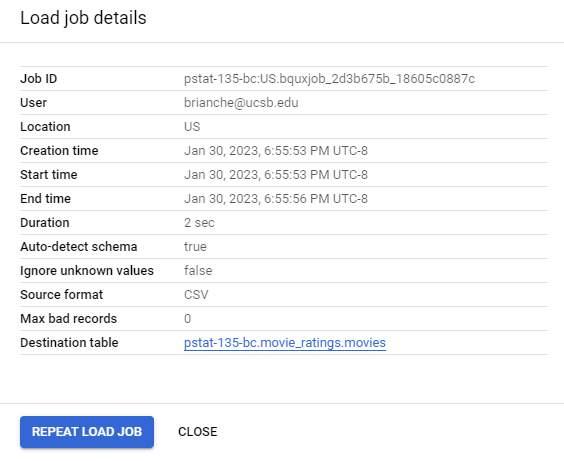 Load job details
Job ID pstat-135-bc:US.bquxjob_2d3b675b_18605c0887c
User brianche@ucsb.edu
Location US
Creation time Jan 30, 2023, 6:55:53 PM UTC-8
Start time Jan 30, 2023, 6:55:53 PM UTC-8
End time Jan 30, 2023, 6:55:56 PM UTC-8
Duration 2 sec
Auto-detect schema true
Ignore unknown values false
Source format CSV
Max bad records 0
Destination table pstat-135-bc.movie_ratings.movies
REPEAT LOAD JOB CLOSE